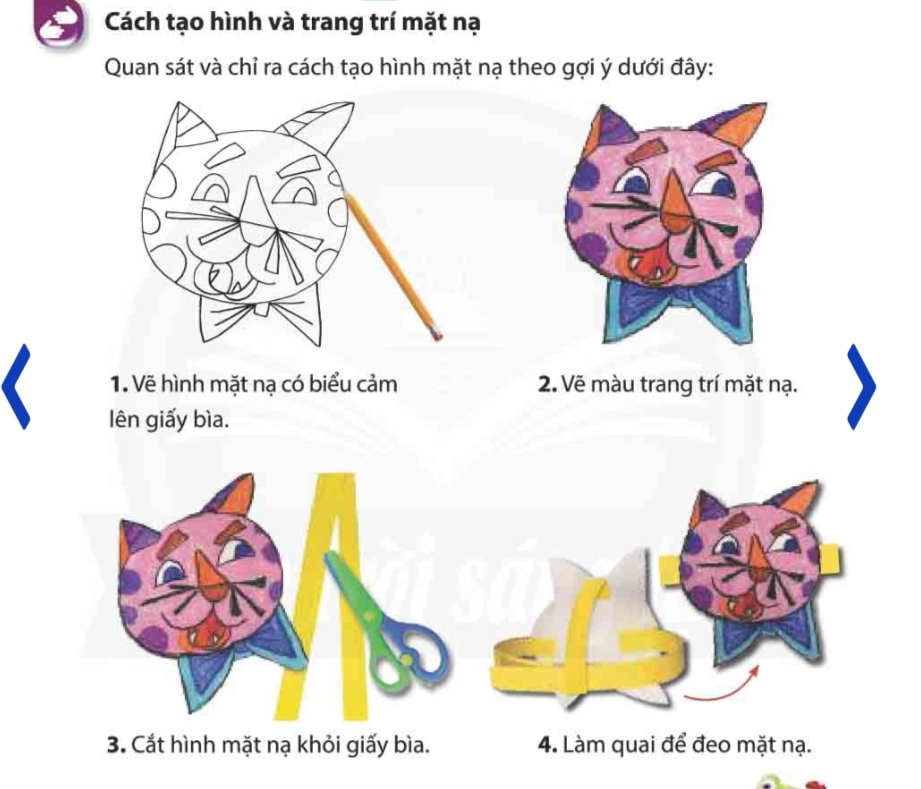 Cách tạo hình và trang trí mặt nạ
Quan sát và chỉ ra cách tạo hình mặt nạ theo gợi ý dưới đây:
1. Vẽ hình mặt nạ có biểu cảm
lên giấy bìa.
2. Vẽ màu trang trí mặt nạ.
3. Cắt hình mặt nạ khỏi giấy bìa.
4. Làm quai để đeo mặt nạ.